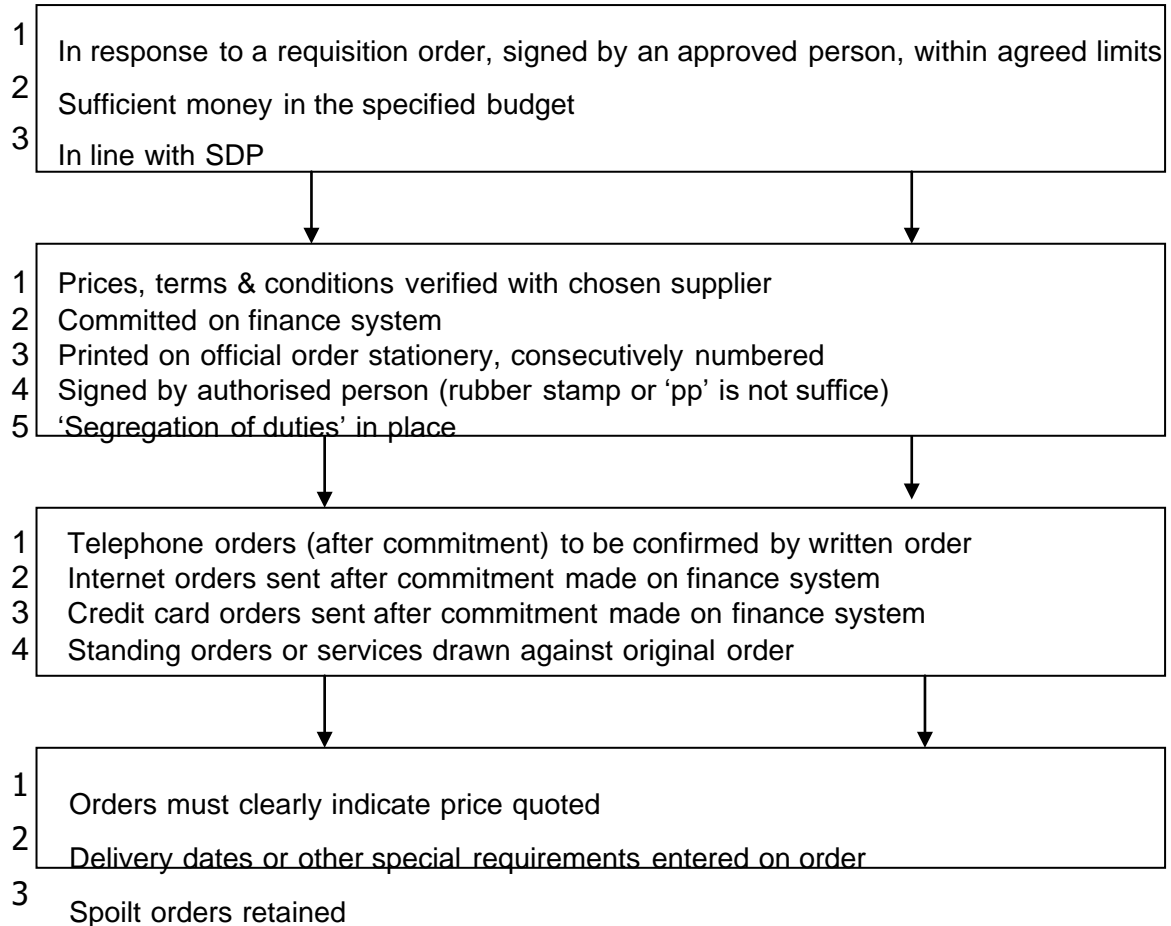 1 In response to a requisition order, signed by an approved person, within agreed limits
2 Sufficient money in the specified budget
3 In line with SDP
1 Prices, terms & conditions verified with chosen supplier
2 Committed on finance system
3 Printed on official order stationery, consecutively numbered
4 Signed by authorised person (rubber stamp or ‘pp’ is not suffice)
5 ‘Segregation of duties’ in place
1 Telephone orders (after commitment) to be confirmed by written order
2 Internet orders sent after commitment made on finance system
3 Credit card orders sent after commitment made on finance system
4 Standing orders or services drawn against original order
1 Orders must clearly indicate price quoted
2 Delivery dates or other special requirements entered on order
3 Spoilt orders retained